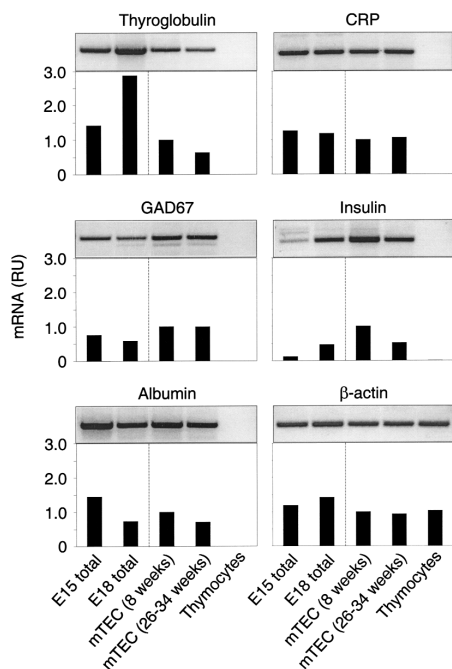 Thyroglobulin CRP
3.0
2.0
1.0
0
GAD67 Insulin
3.0
2.0
1.0
0
mRNA (RU)
Albumin β-actin
3.0
2.0
1.0
0
E15 total
E18 total
mTEC (8 weeks)
mTEC (26-34 weeks)
Thymocytes
E15 total
E18 total
mTEC (8 weeks)
mTEC (26-34 weeks)
Thymocytes